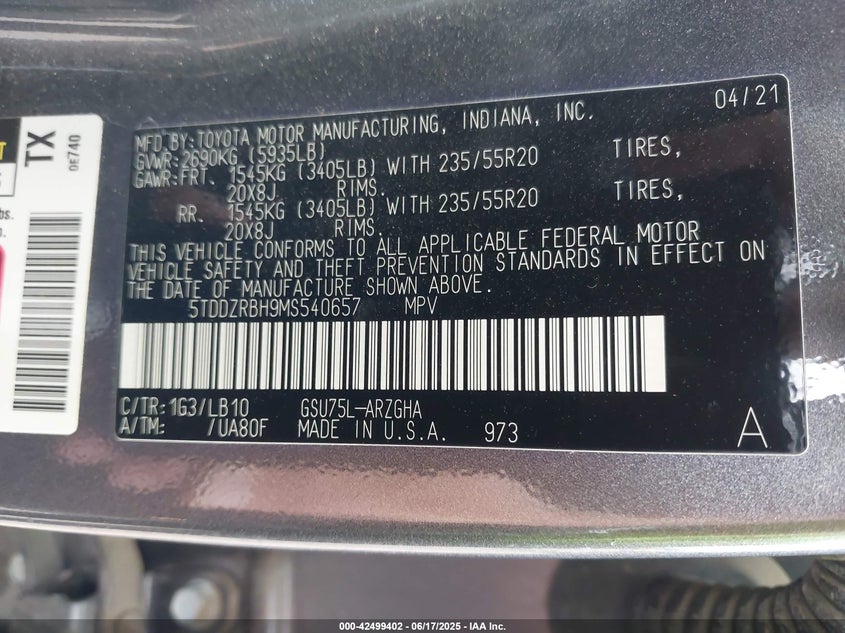 TX
0E740
lbs.
04/21
MFD.BY:TOYOTA MOTOR MANUFACTURING, INDIANA, INC.
GVWR:2690KG (5935LB)
GAWR:FRT. 1545KG (3405LB) WITH 235/55R20 TIRES,
20X8J RIMS.
RR. 1545KG (3405LB) WITH 235/55R20 TIRES,
20X8J RIMS.
THIS VEHICLE CONFORMS TO ALL APPLICABLE FEDERAL MOTOR
VEHICLE SAFETY AND THEFT PREVENTION STANDARDS IN EFFECT ON
THE DATE OF MANUFACTURE SHOWN ABOVE.
5TDDZRBH9MS540657 MPV
C/TR:1G3/LB10 GSU75L-ARZGHA
A/TM: /UA80F MADE IN U.S.A. 973
A
000-42499402 - 06/17/2025 - IAA Inc.